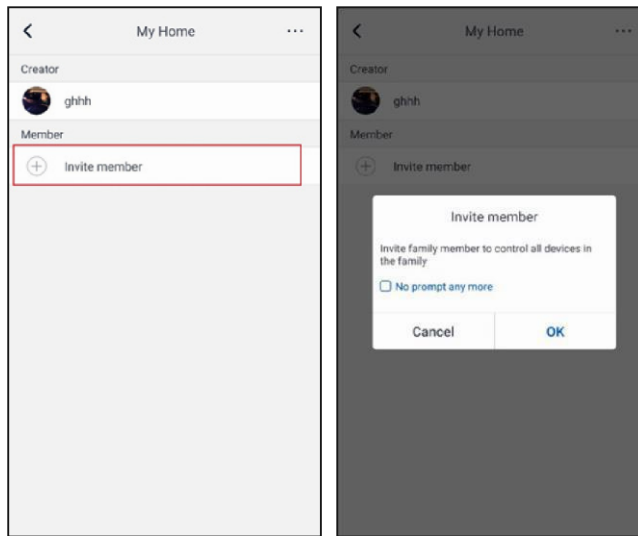 My Home
...
Creator
ghhh
Member
Invite member
My Home
...
Creator
ghhh
Member
Invite member
Invite member
Invite family member to control all devices in
the family
No prompt any more
Cancel OK